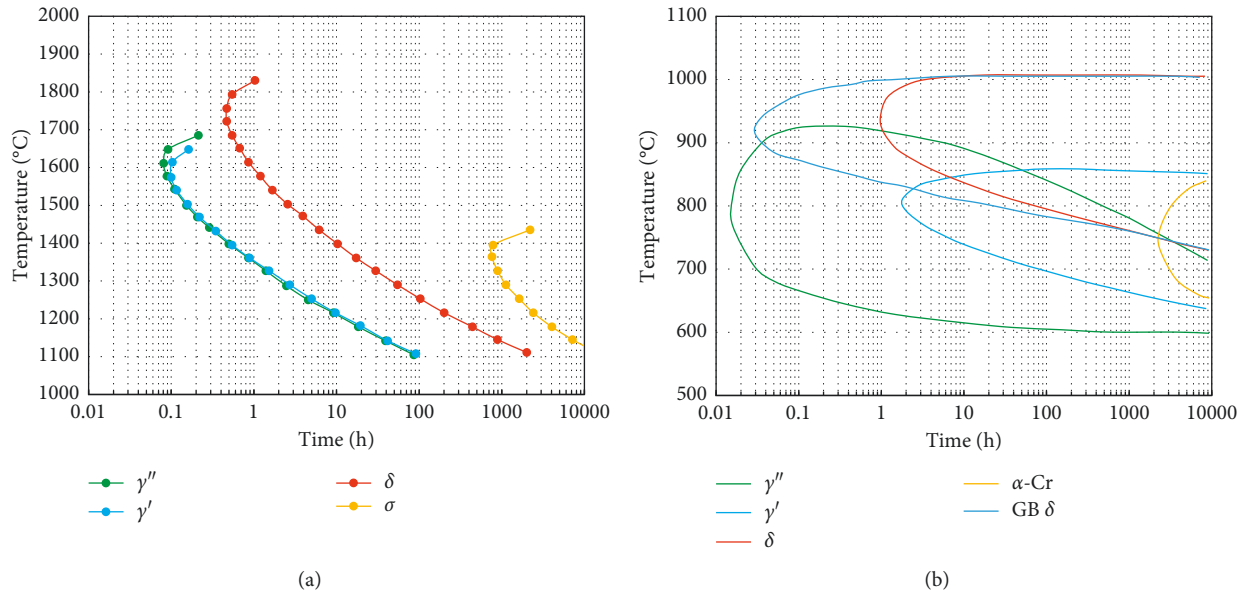 2000
1900
1800
1700
1600
1500
1400
1300
1200
1100
1000
Temperature (°C)
0.01 0.1 1 10 100 1000 10000
Time (h)
γ″
γ′
δ
σ
(a)
1100
1000
900
800
700
600
500
Temperature (°C)
0.01 0.1 1 10 100 1000 10000
Time (h)
γ″
γ′
δ
α-Cr
GB δ
(b)